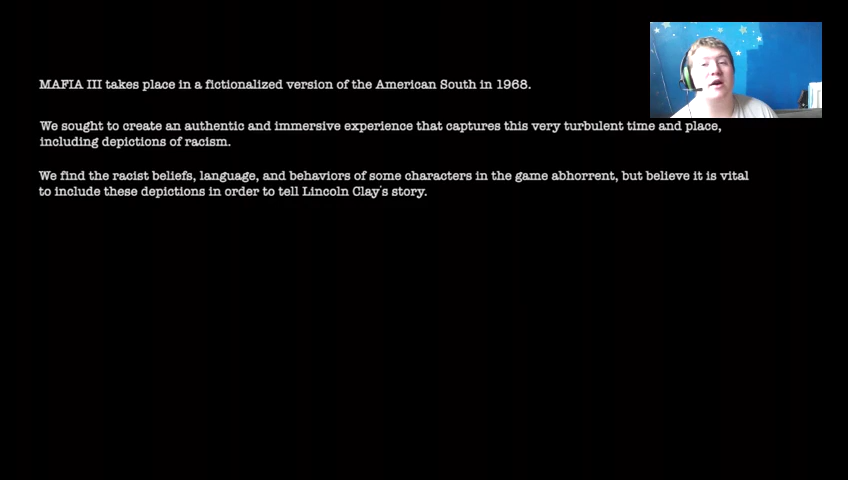 MAFIA III takes place in a fictionalized version of the American South in 1968.
We sought to create an authentic and immersive experience that captures this very turbulent time and place,
including depictions of racism.
We find the racist beliefs, language, and behaviors of some characters in the game abhorrent, but believe it is vital
to include these depictions in order to tell Lincoln Clay's story.